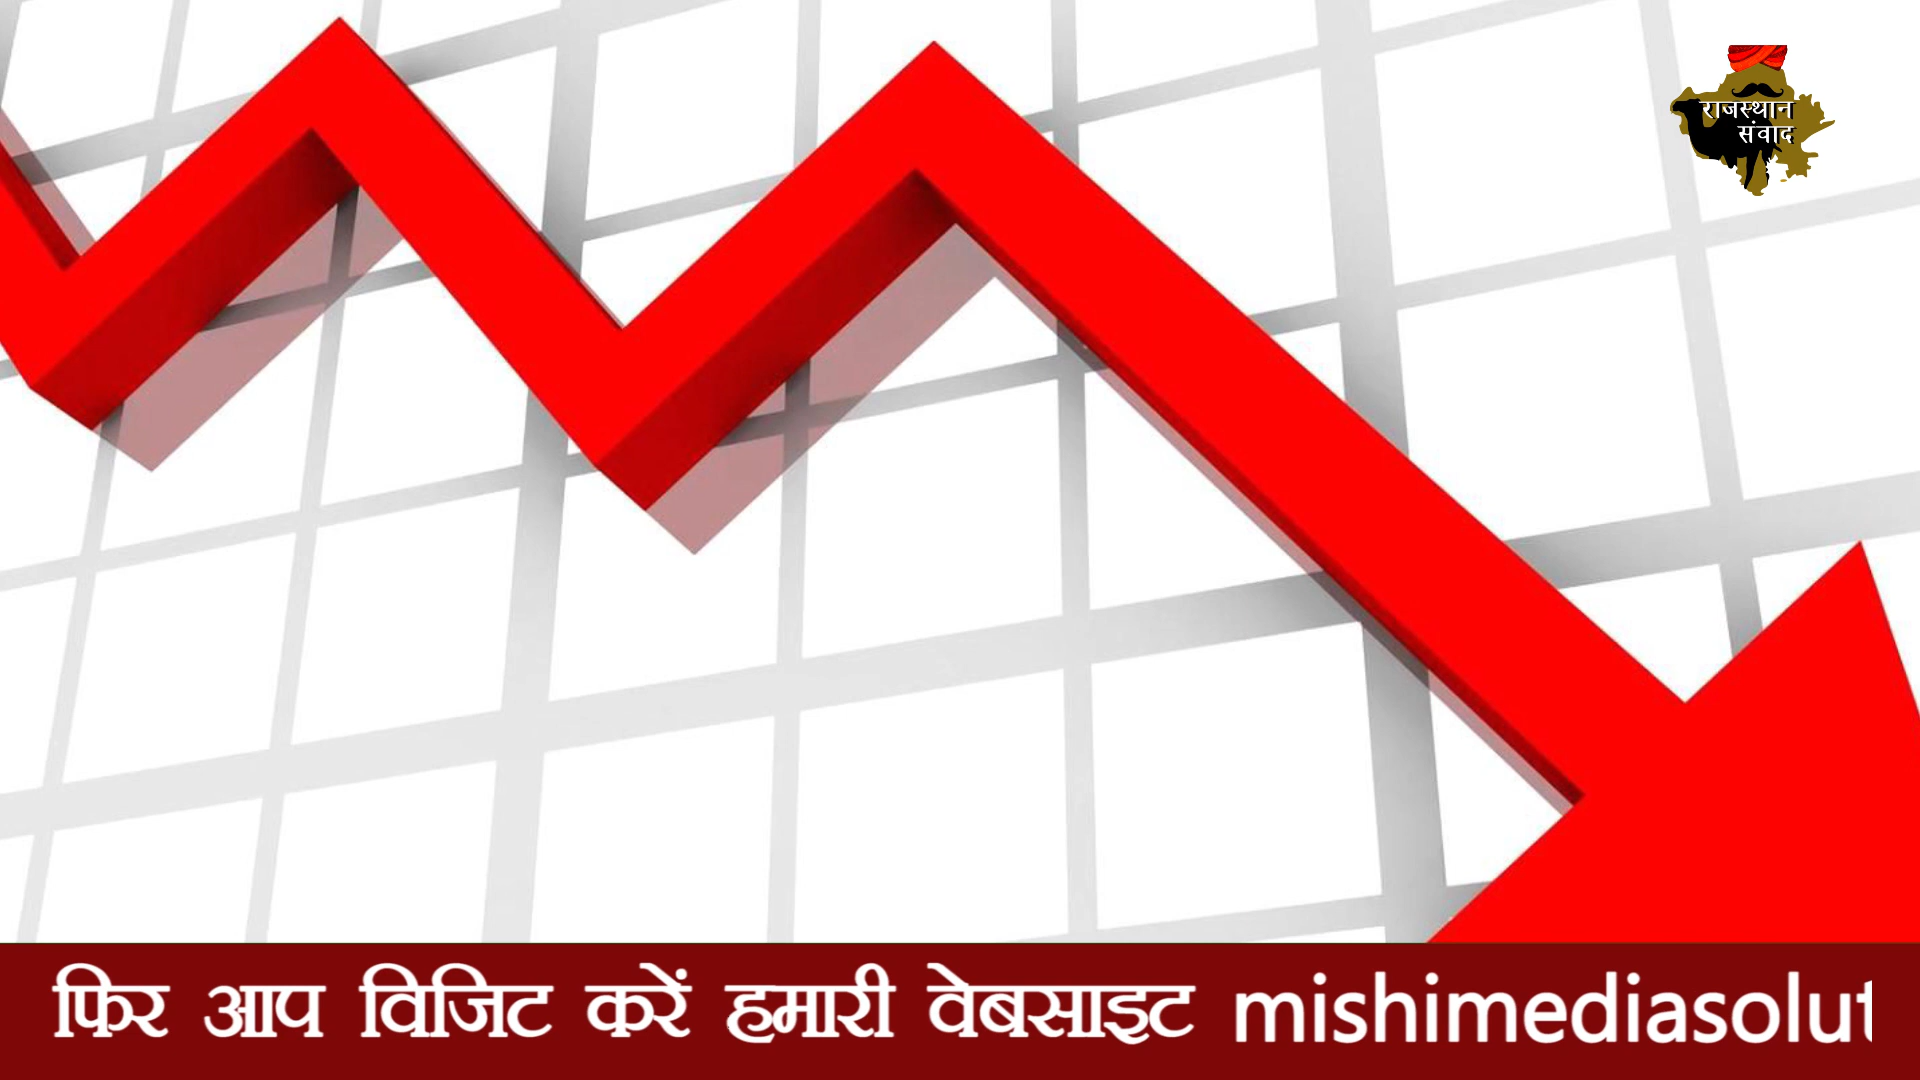 राजस्थान
संवाद
फिर आप विजिट करें हमारी वेबसाइट mishimediasolut